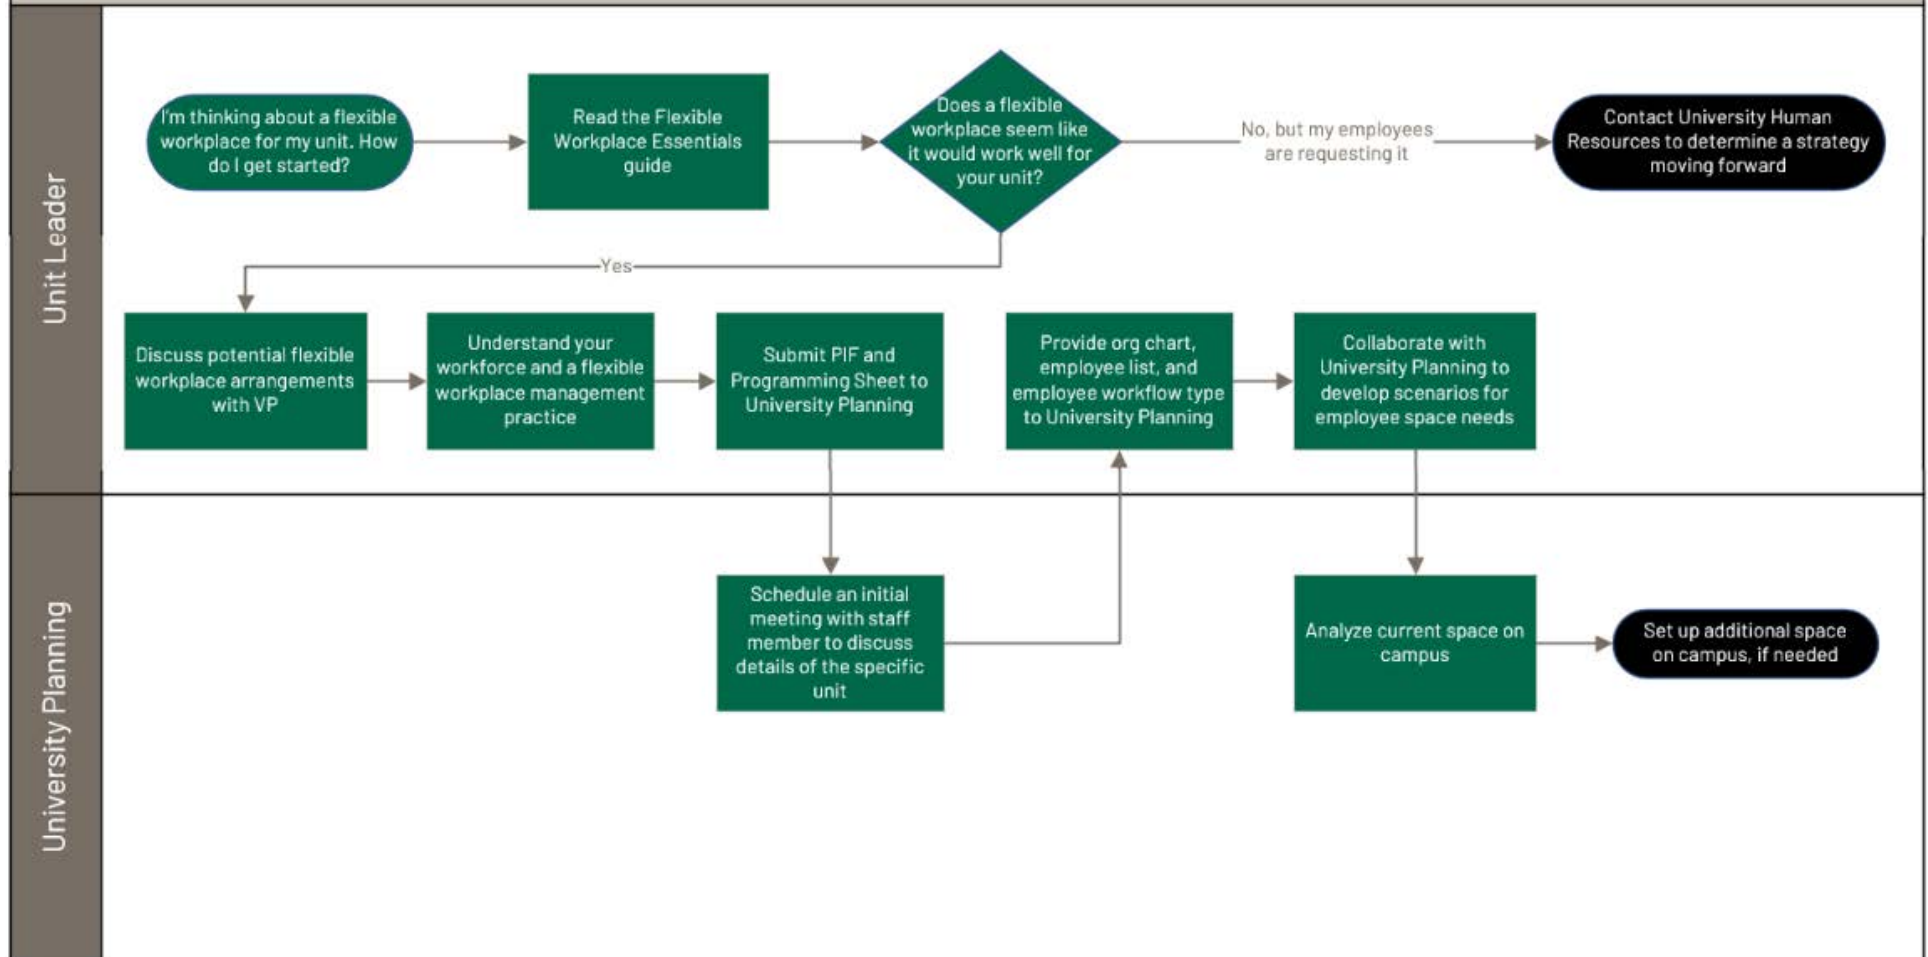 Unit Leader
I'm thinking about a flexible
workplace for my unit. How
do I get started?
Read the Flexible
Workplace Essentials
guide
Does a flexible
workplace seem like
it would work well for
your unit?
No, but my employees
are requesting it
Contact University Human
Resources to determine a strategy
moving forward
Yes
Discuss potential flexible
workplace arrangements
with VP
Understand your
workforce and a flexible
workplace management
practice
Submit PIF and
Programming Sheet to
University Planning
Provide org chart,
employee list, and
employee workflow type
to University Planning
Collaborate with
University Planning to
develop scenarios for
employee space needs
University Planning
Schedule an initial
meeting with staff
member to discuss
details of the specific
unit
Analyze current space on
campus
Set up additional space
on campus, if needed